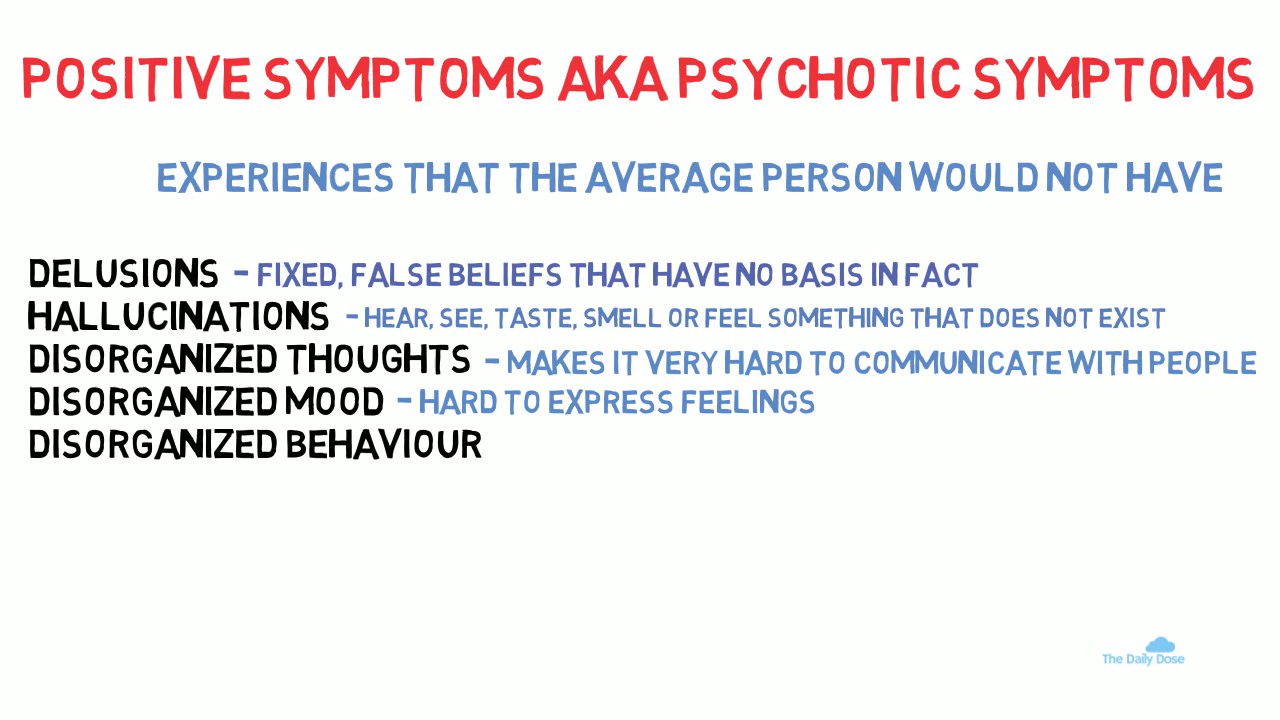 POSITIVE SYMPTOMS AKA PSYCHOTIC SYMPTOMS
EXPERIENCES THAT THE AVERAGE PERSON WOULD NOT HAVE
DELUSIONS - FIXED, FALSE BELIEFS THAT HAVE NO BASIS IN FACT
HALLUCINATIONS - HEAR, SEE, TASTE, SMELL OR FEEL SOMETHING THAT DOES NOT EXIST
DISORGANIZED THOUGHTS - MAKES IT VERY HARD TO COMMUNICATE WITH PEOPLE
DISORGANIZED MOOD - HARD TO EXPRESS FEELINGS
DISORGANIZED BEHAVIOUR
The Daily Dose